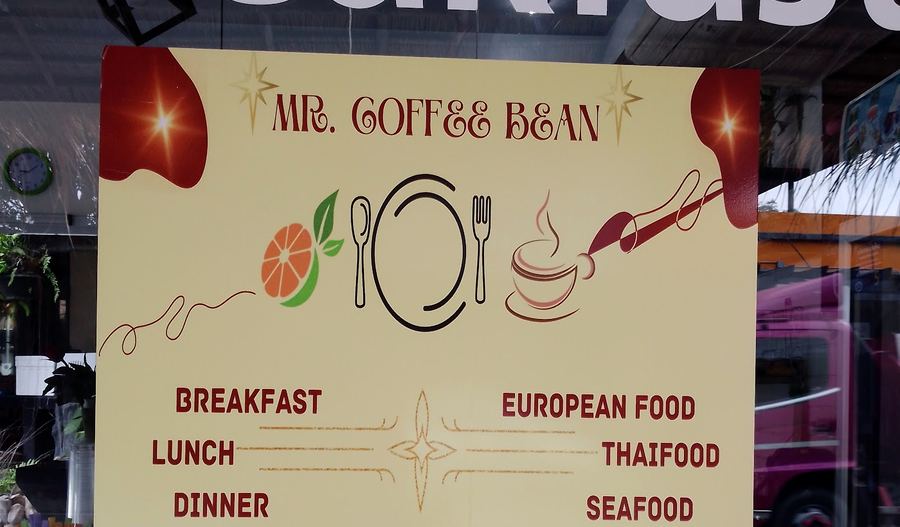 MR. COFFEE BEAN
BREAKFAST
LUNCH
DINNER
EUROPEAN FOOD
THAIFOOD
SEAFOOD